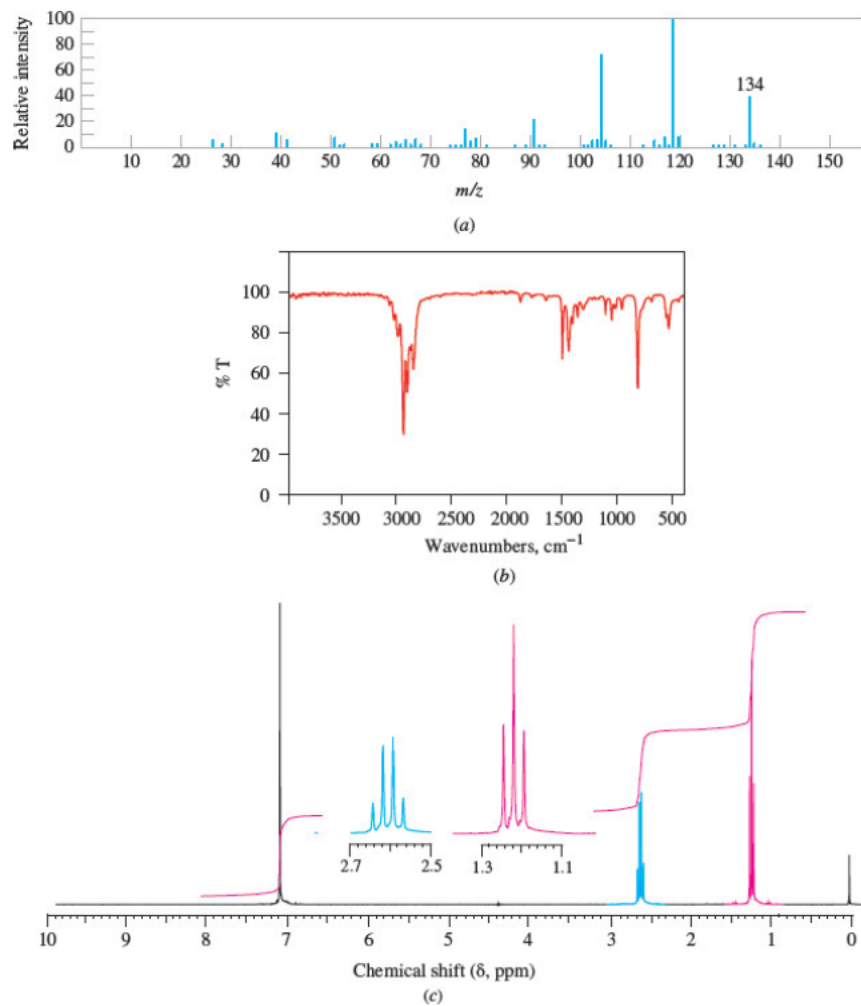 Relative intensity
100
80
60
40
20
0
134
10 20 30 40 50 60 70 80 90 100 110 120 130 140 150
m/z
(a)
% T
100
80
60
40
20
0
3500 3000 2500 2000 1500 1000 500
Wavenumbers, cm⁻¹
(b)
2.7 2.5 1.3 1.1
10 9 8 7 6 5 4 3 2 1 0
Chemical shift (δ, ppm)
(c)